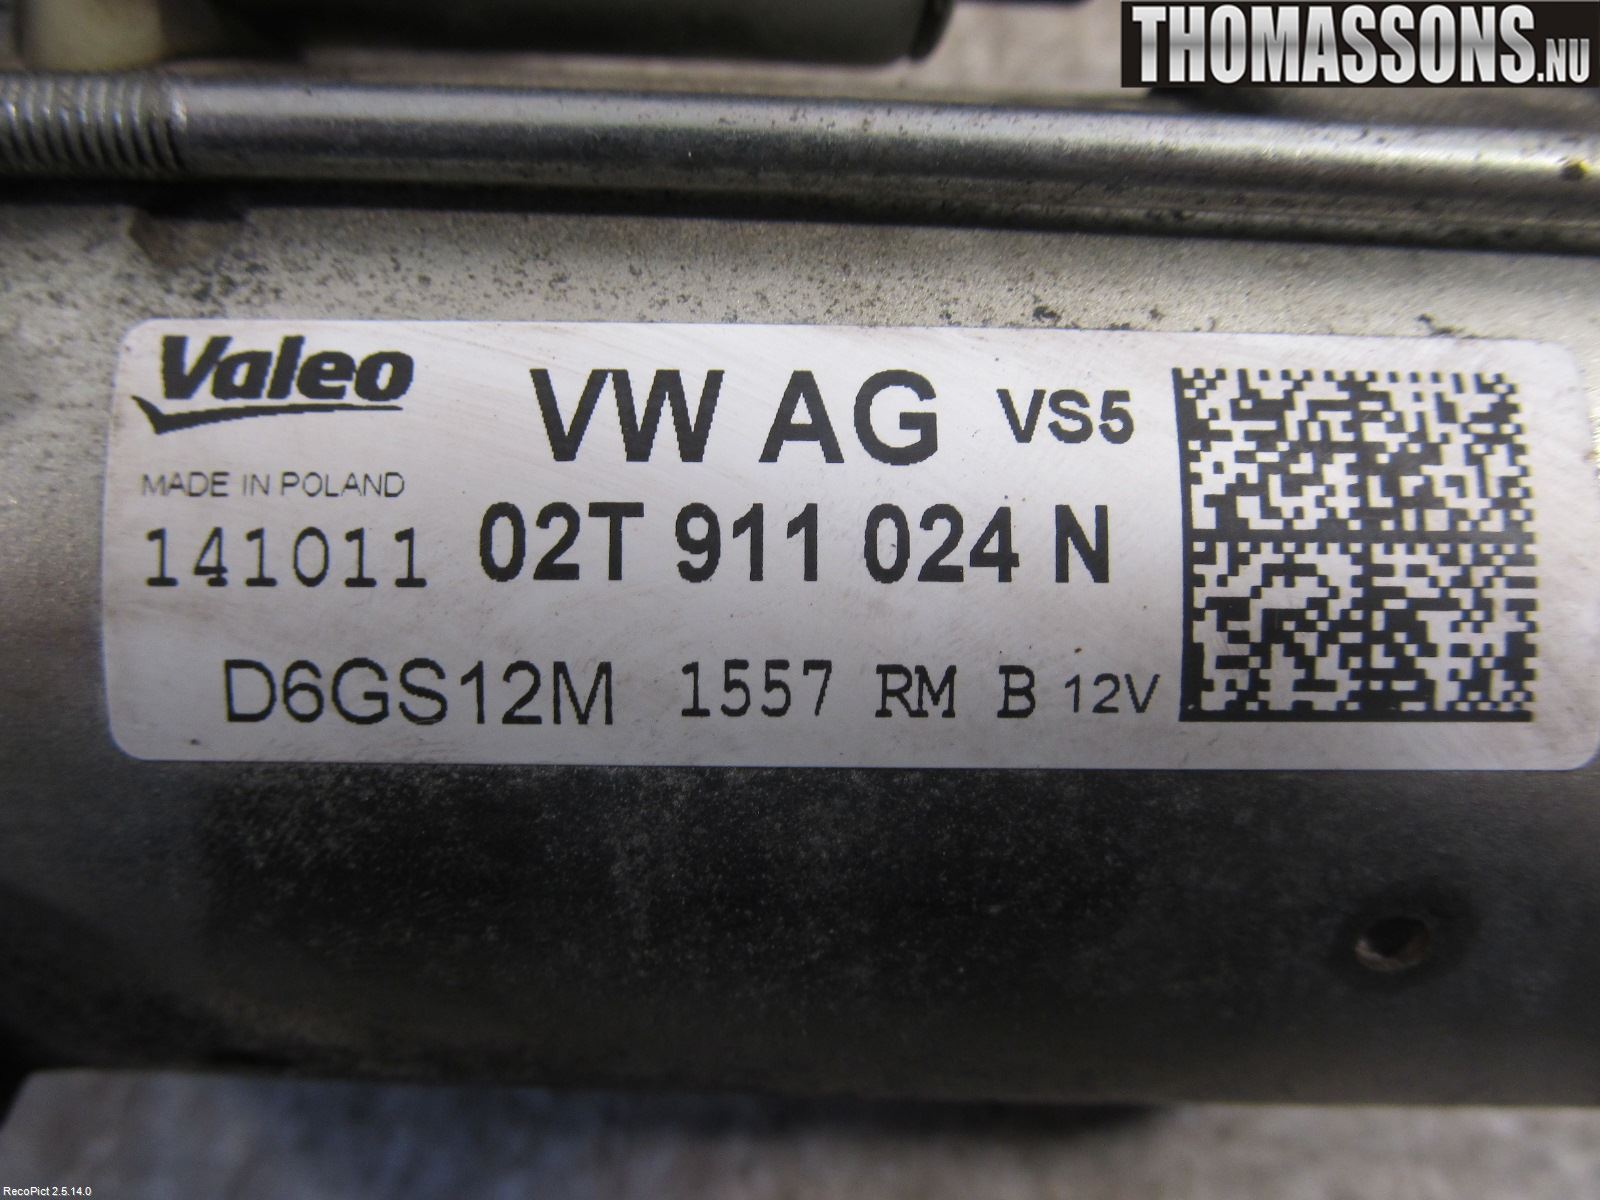 THOMASSONS.NU
Valeo VW AG VS5
MADE IN POLAND
141011 02T 911 024 N
D6GS12M 1557 RM B 12V
RecoPict 2.5.14.0